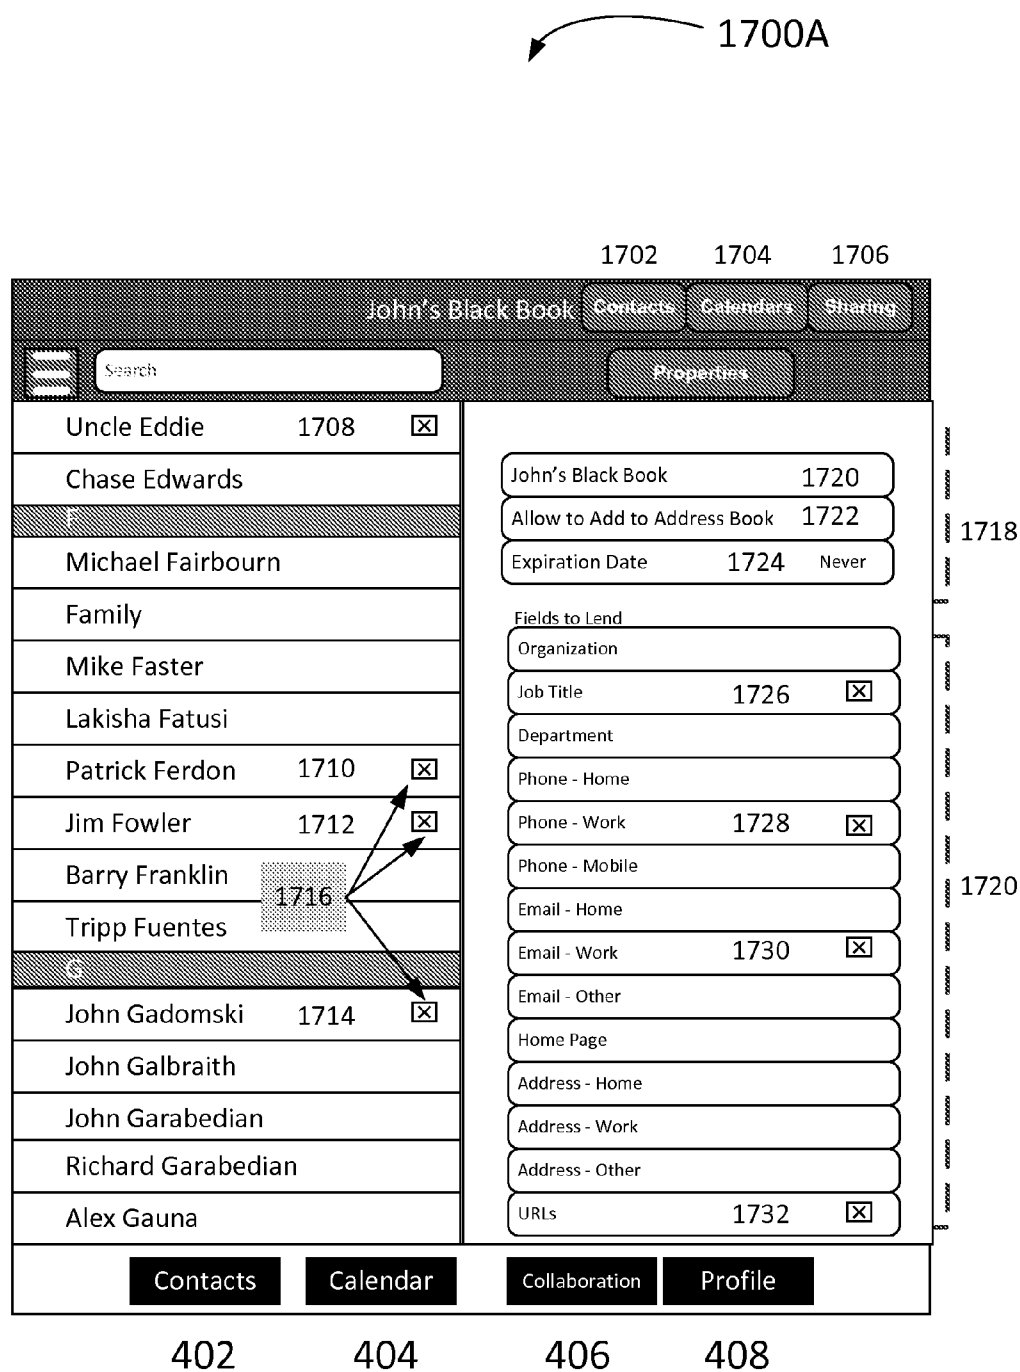 1700A
1702 1704 1706
John's Black Book Contacts Calendars Sharing
Search Properties
Uncle Eddie 1708
Chase Edwards
F
Michael Fairbourn
Family
Mike Faster
Lakisha Fatusi
Patrick Ferdon 1710
Jim Fowler 1712
Barry Franklin
1716
Tripp Fuentes
G
John Gadomski 1714
John Galbraith
John Garabedian
Richard Garabedian
Alex Gauna
John's Black Book 1720
Allow to Add to Address Book 1722
Expiration Date 1724 Never
1718
Fields to Lend
Organization
Job Title 1726
Department
Phone - Home
Phone - Work 1728
Phone - Mobile
Email - Home
Email - Work 1730
Email - Other
Home Page
Address - Home
Address - Work
Address - Other
URLs 1732
1720
Contacts Calendar Collaboration Profile
402 404 406 408